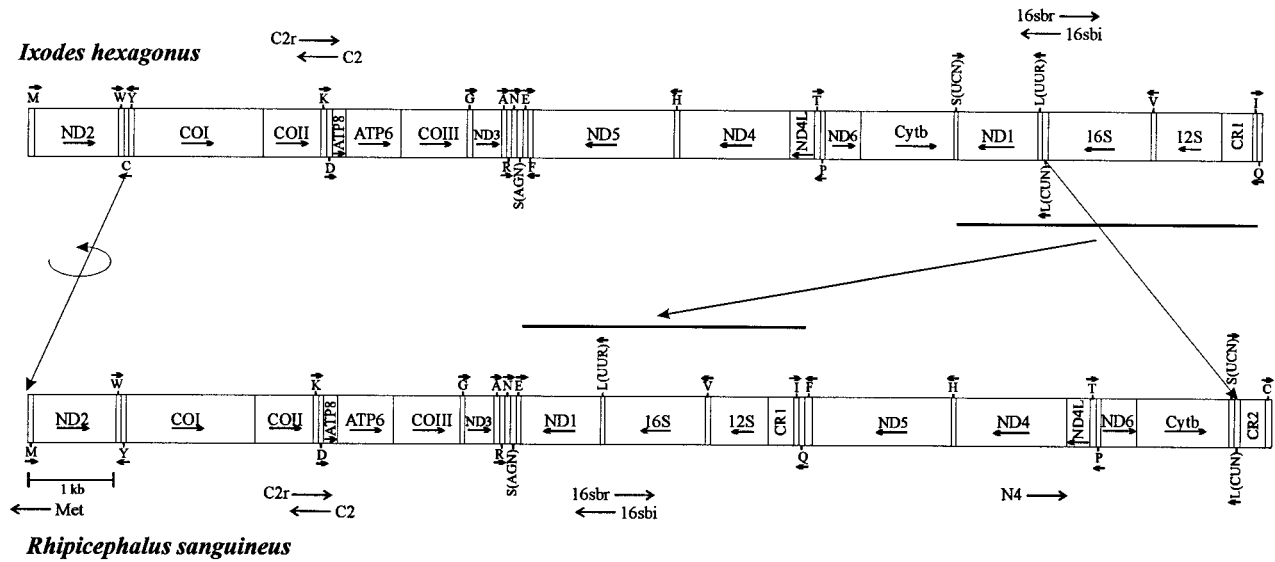 16sbr
16sbi
C2r
C2
Ixodes hexagonus
S(UCN)
L(UUR)
M W Y K G A N E H T V I
ND2 COI COII ATP8 ATP6 COIII ND3 ND5 ND4 ND4L ND6 Cytb ND1 16S 12S CR1
C D R S(AGN) F P L(CUN) Q
L(UUR)
S(UCN)
W K G A N E V I F H T C
ND2 COI COII ATP8 ATP6 COIII ND3 ND1 16S 12S CR1 ND5 ND4 ND4L ND6 Cytb CR2
M Y D R S(AGN) Q P L(CUN)
1 kb
Met
C2r
C2
16sbr
16sbi
N4
Rhipicephalus sanguineus